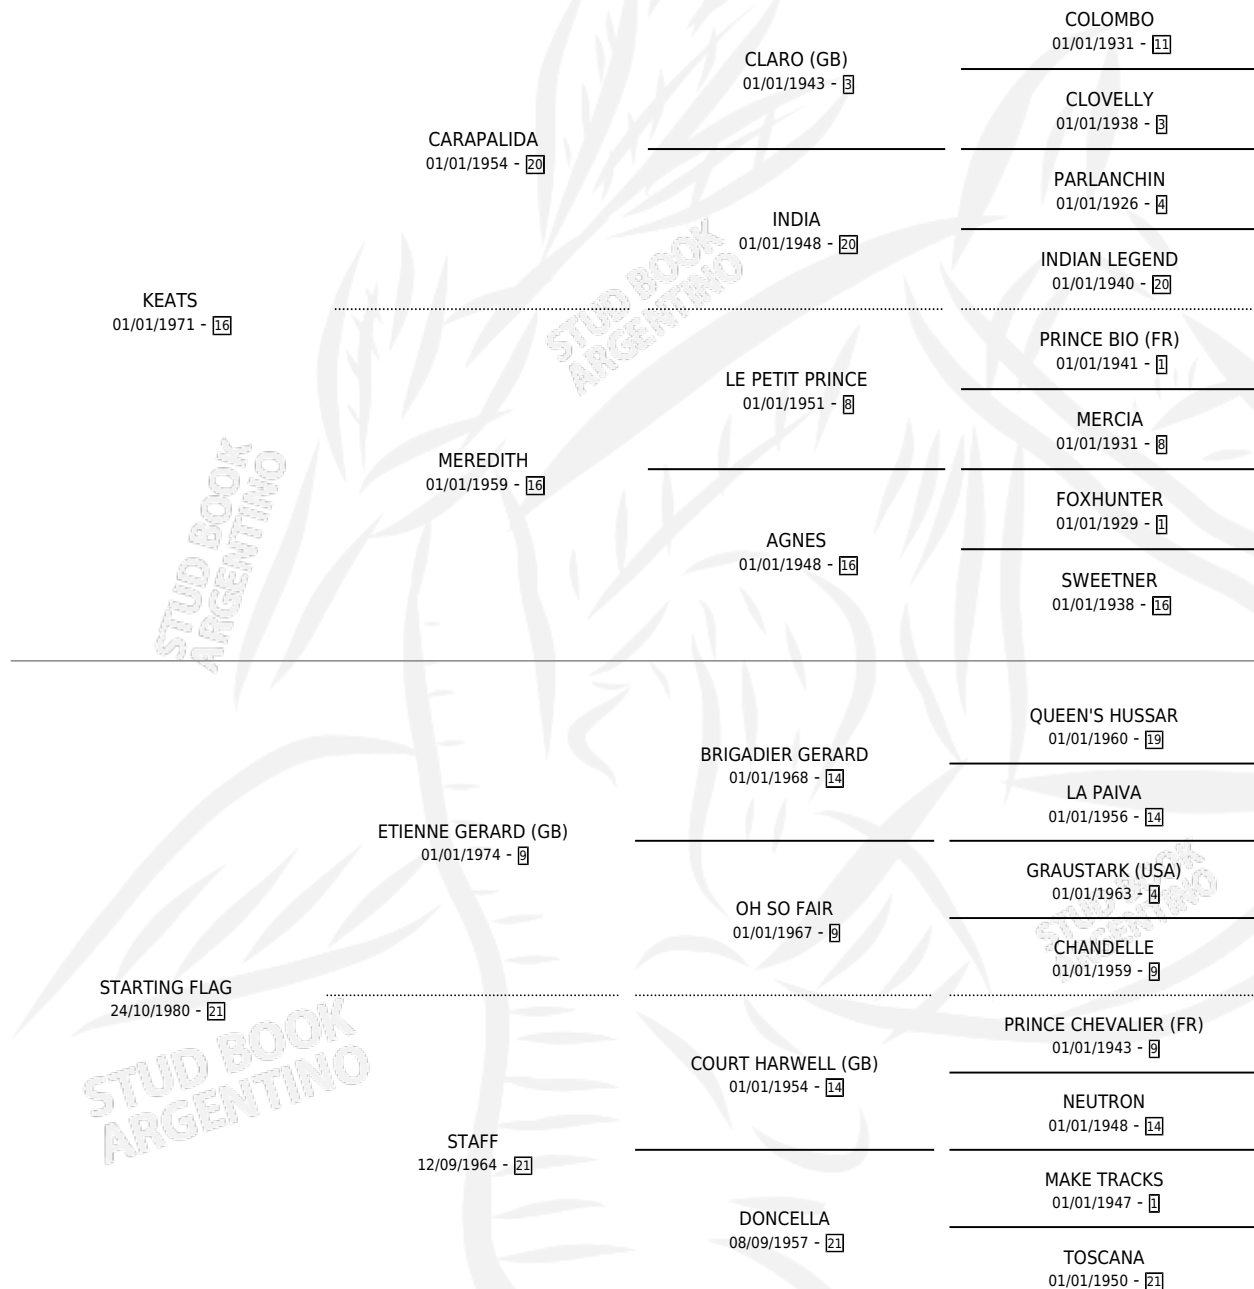 COLOMBO
01/01/1931 - 11
CLARO (GB)
01/01/1943 - 3
CLOVELLY
01/01/1938 - 3
CARAPALIDA
01/01/1954 - 20
PARLANCHIN
01/01/1926 - 4
INDIA
01/01/1948 - 20
INDIAN LEGEND
01/01/1940 - 20
KEATS
01/01/1971 - 16
PRINCE BIO (FR)
01/01/1941 - 1
LE PETIT PRINCE
01/01/1951 - 8
MERCIA
01/01/1931 - 8
MEREDITH
01/01/1959 - 16
FOXHUNTER
01/01/1929 - 1
AGNES
01/01/1948 - 16
SWEETNER
01/01/1938 - 16
QUEEN'S HUSSAR
01/01/1960 - 19
BRIGADIER GERARD
01/01/1968 - 14
LA PAIVA
01/01/1956 - 14
ETIENNE GERARD (GB)
01/01/1974 - 9
GRAUSTARK (USA)
01/01/1963 - 4
OH SO FAIR
01/01/1967 - 9
CHANDELLE
01/01/1959 - 9
STARTING FLAG
24/10/1980 - 21
PRINCE CHEVALIER (FR)
01/01/1943 - 9
COURT HARWELL (GB)
01/01/1954 - 14
NEUTRON
01/01/1948 - 14
STAFF
12/09/1964 - 21
MAKE TRACKS
01/01/1947 - 1
DONCELLA
08/09/1957 - 21
TOSCANA
01/01/1950 - 21
STUD BOOK
ARGENTINO
STUD BOOK
ARGENTINO
STUD BOOK
ARGENTINO
STUD BOOK
ARGENTINO